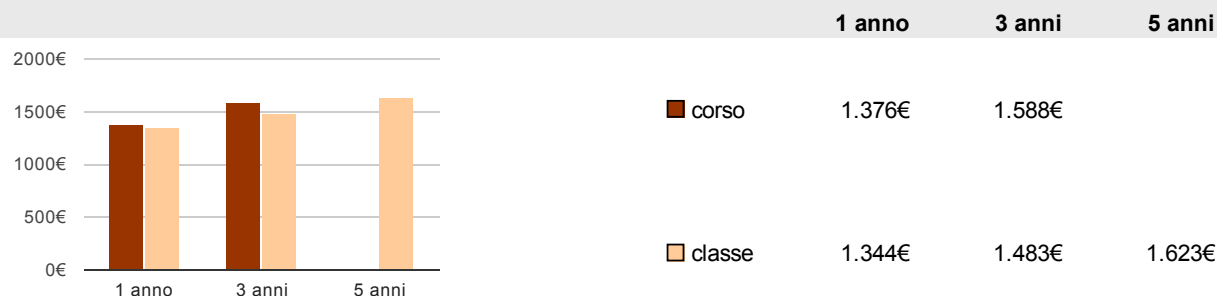 1 anno 3 anni 5 anni
2000€
1500€
1000€
500€
0€
1 anno 3 anni 5 anni
corso 1.376€ 1.588€
classe 1.344€ 1.483€ 1.623€